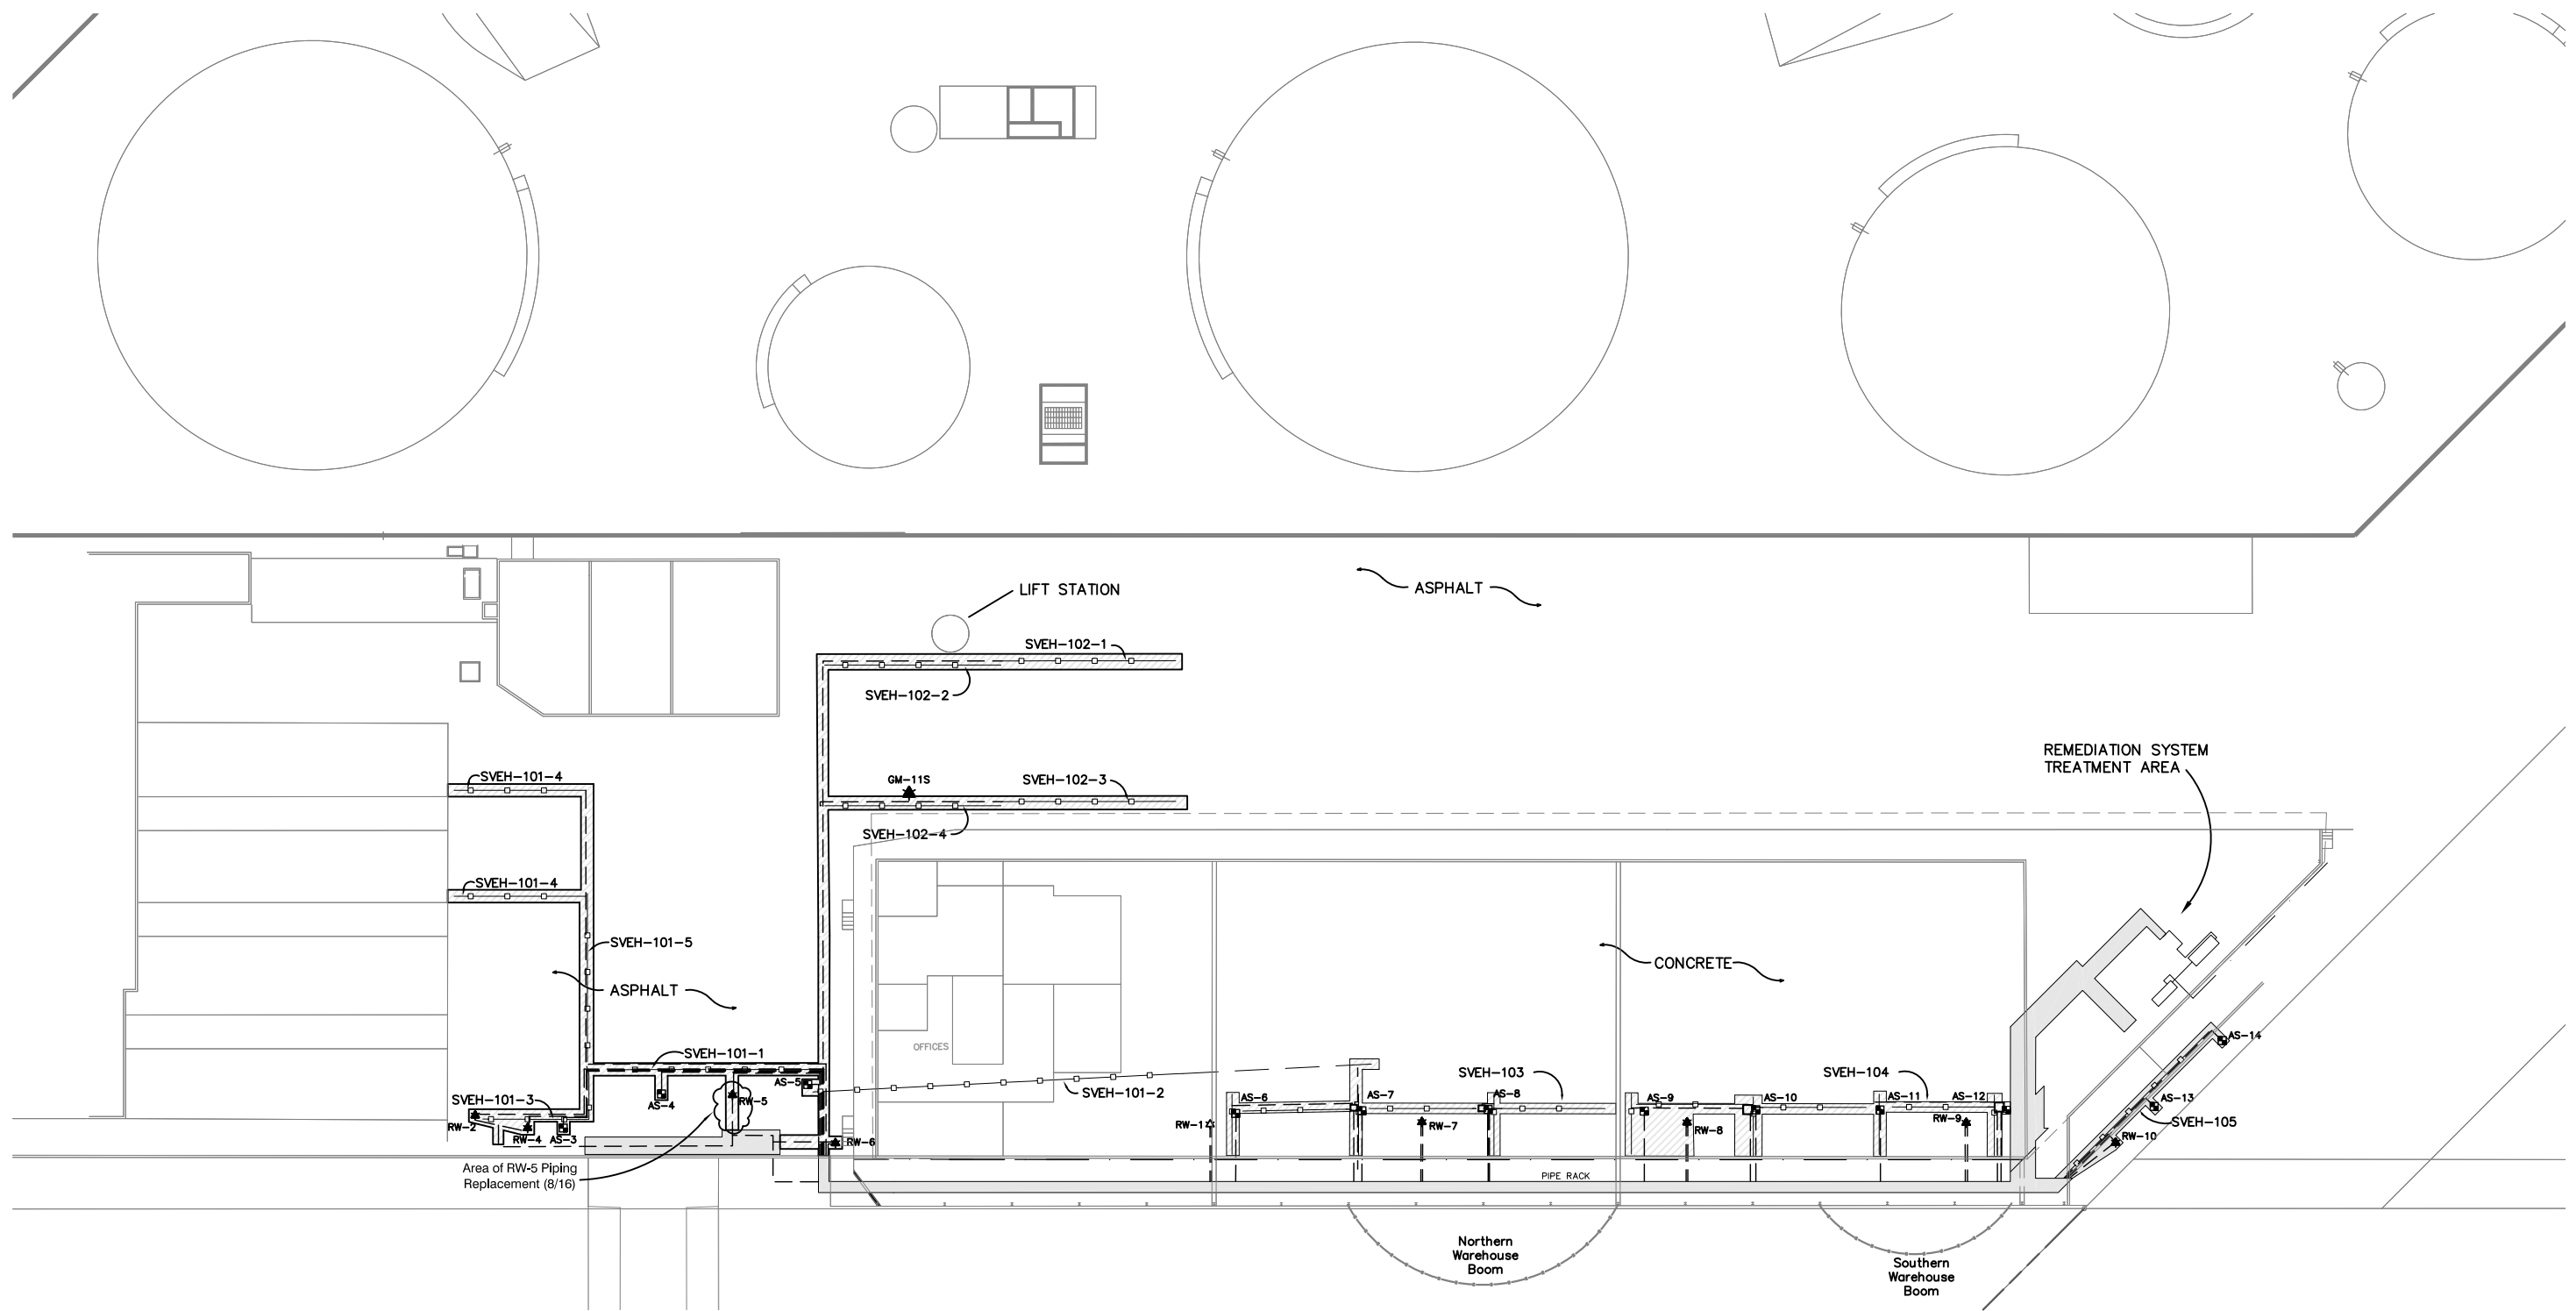 LIFT STATION
ASPHALT
SVEH-102-1
SVEH-102-2
REMEDIATION SYSTEM
TREATMENT AREA
SVEH-101-4
GM-11S
SVEH-102-3
SVEH-102-4
SVEH-101-4
SVEH-101-5
CONCRETE
ASPHALT
OFFICES
AS-14
SVEH-101-1
AS-5
SVEH-101-2
SVEH-103
SVEH-104
SVEH-101-3
AS-4
RW-5
AS-6
AS-7
AS-8
AS-9
AS-10
AS-11
AS-12
AS-13
RW-2
RW-4
AS-3
RW-6
RW-11
RW-7
RW-8
RW-9
SVEH-105
RW-10
Area of RW-5 Piping
Replacement (8/16)
PIPE RACK
Northern
Warehouse
Boom
Southern
Warehouse
Boom